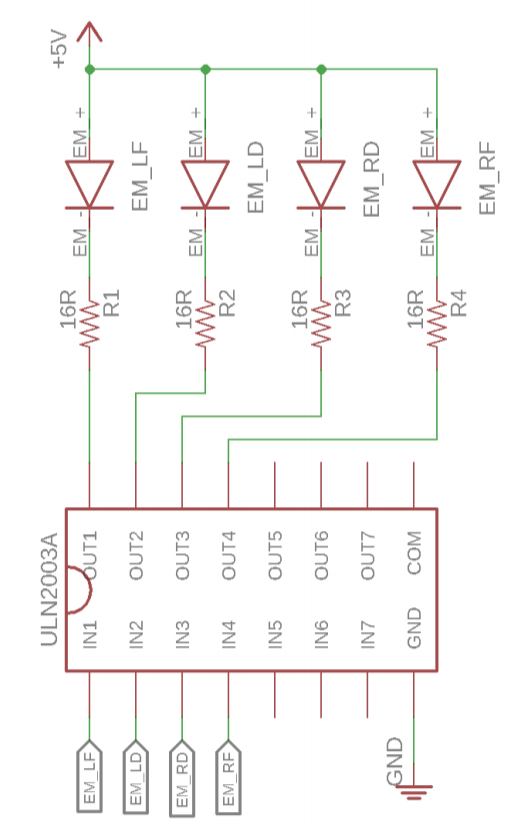 +5V
EM +
EM_LF
EM -
EM +
EM_LD
EM -
EM +
EM_RD
EM -
EM +
EM_RF
EM -
16R
R1
16R
R2
16R
R3
16R
R4
ULN2003A
OUT1
OUT2
OUT3
OUT4
OUT5
OUT6
OUT7
COM
IN1
IN2
IN3
IN4
IN5
IN6
IN7
GND
EM_LF
EM_LD
EM_RD
EM_RF
GND